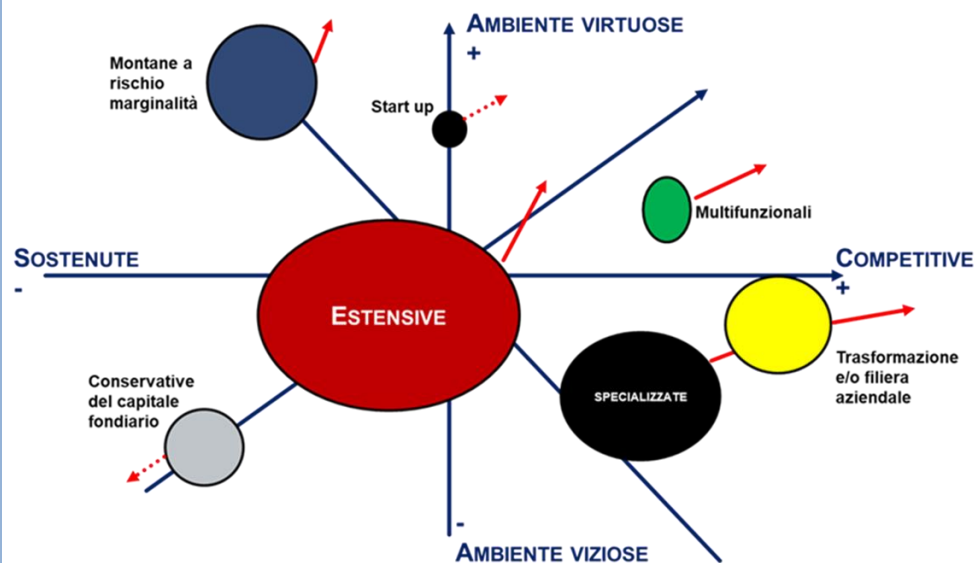 AMBIENTE VIRTUOSE
+
Montane a
rischio
marginalità
Start up
Multifunzionali
SOSTENUTE
-
COMPETITIVE
+
ESTENSIVE
Trasformazione
e/o filiera
aziendale
Conservative
del capitale
fondiario
SPECIALIZZATE
-
AMBIENTE VIZIOSE